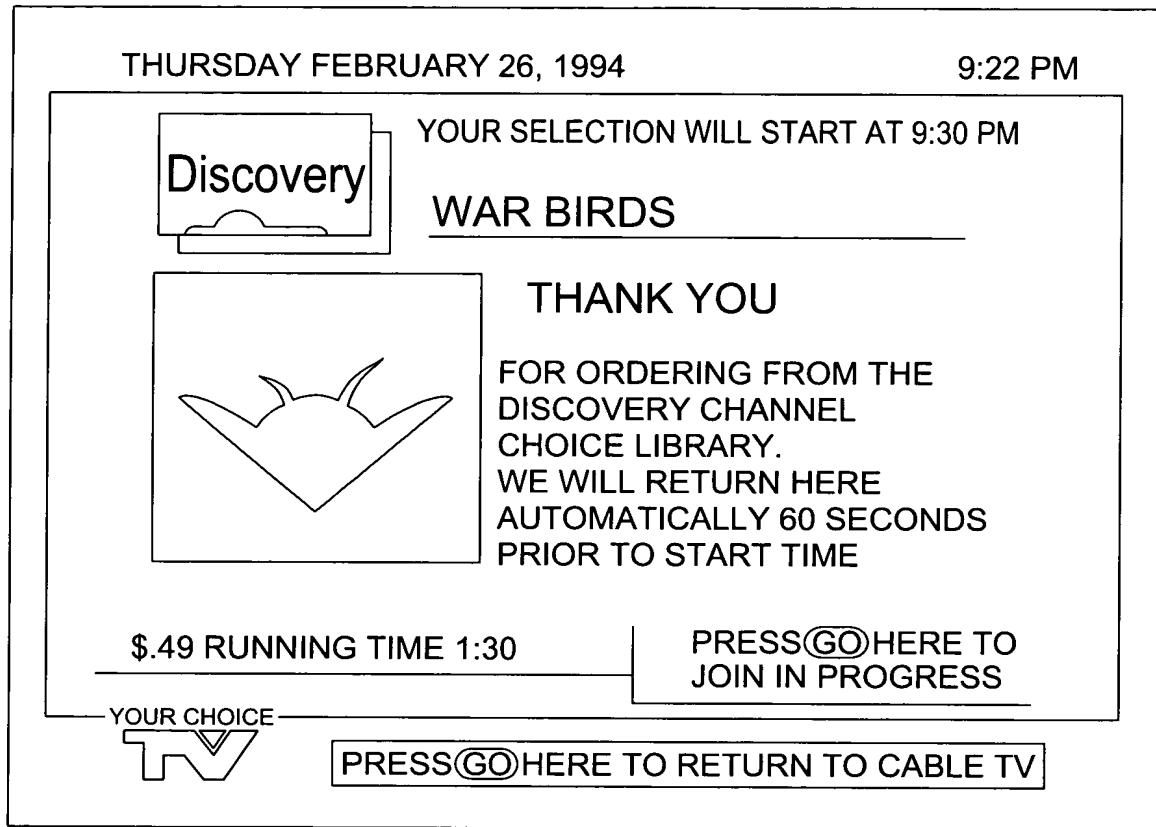 THURSDAY FEBRUARY 26, 1994 9:22 PM
Discovery
YOUR SELECTION WILL START AT 9:30 PM
WAR BIRDS
THANK YOU
FOR ORDERING FROM THE
DISCOVERY CHANNEL
CHOICE LIBRARY.
WE WILL RETURN HERE
AUTOMATICALLY 60 SECONDS
PRIOR TO START TIME
$.49 RUNNING TIME 1:30
PRESS GO HERE TO
JOIN IN PROGRESS
YOUR CHOICE
TV
PRESS GO HERE TO RETURN TO CABLE TV